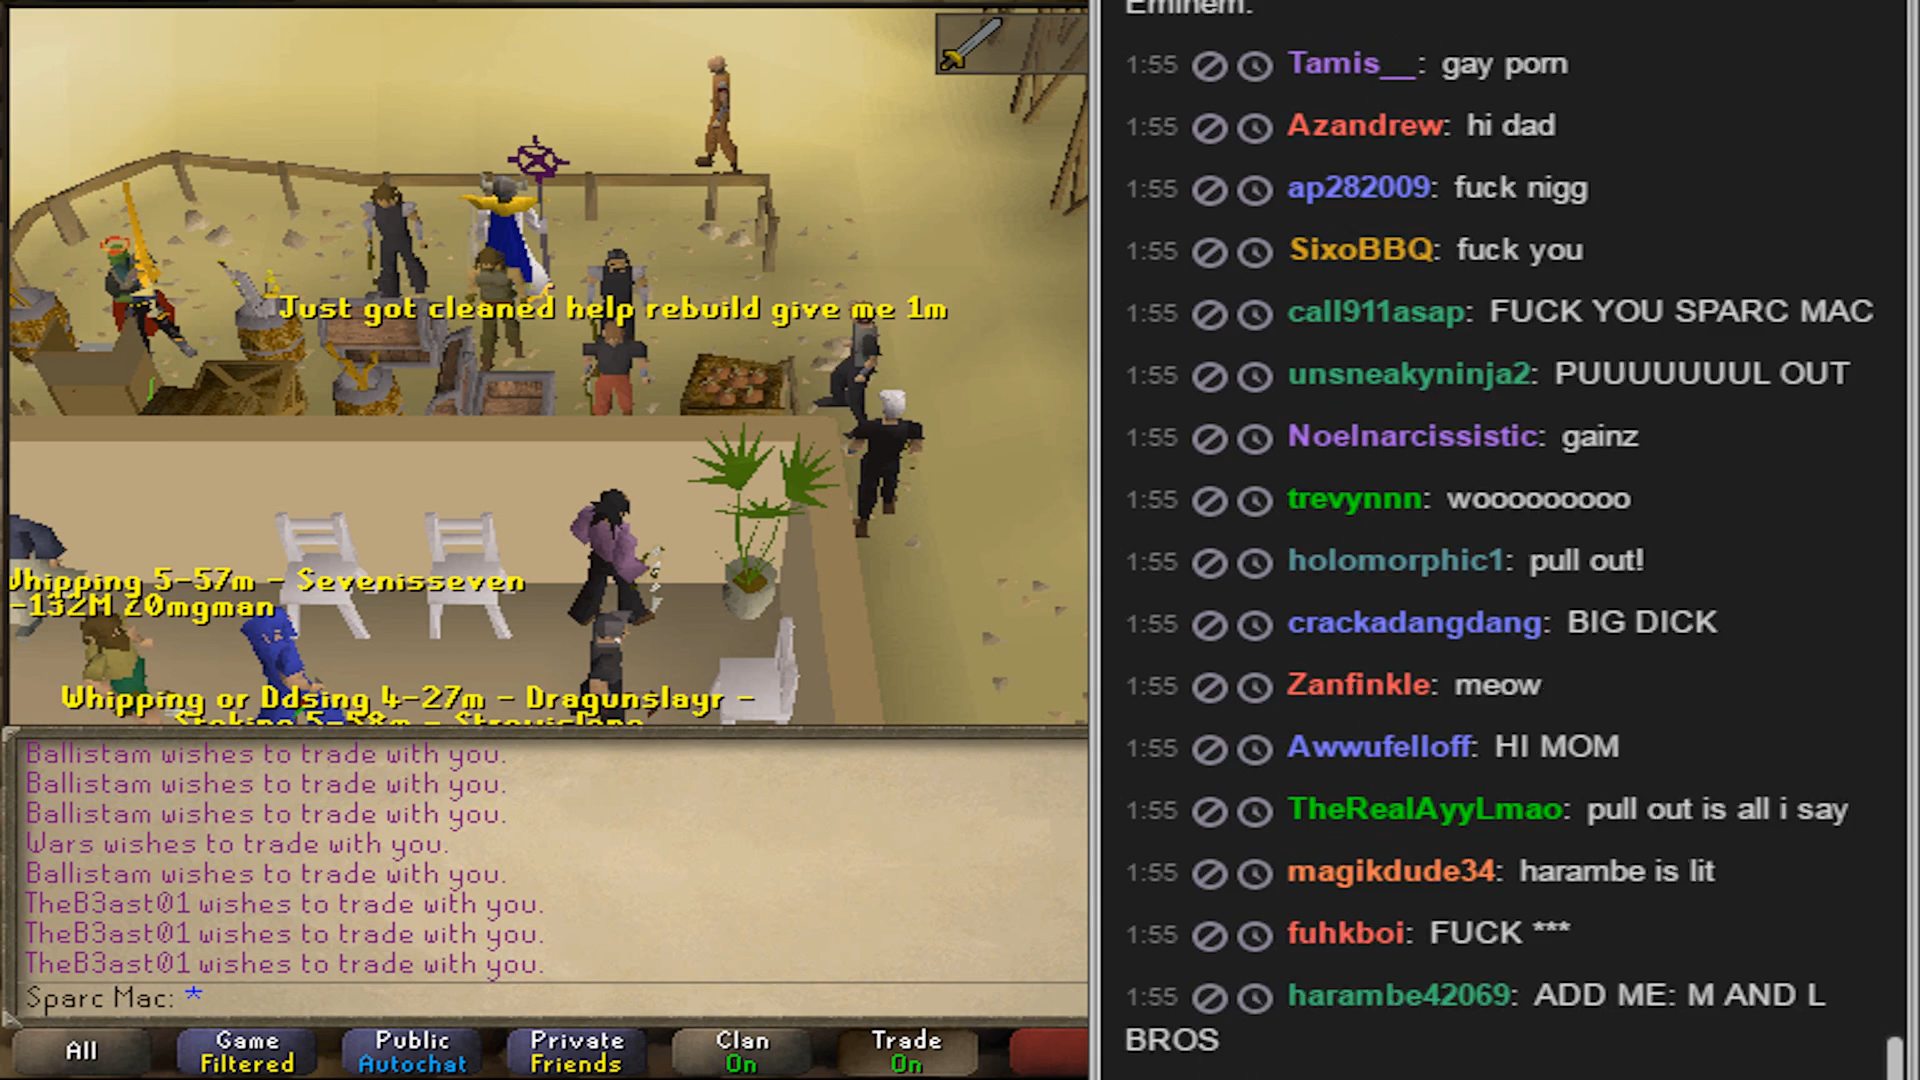 Just got cleaned help rebuild give me 1m
Whipping 5-57m - Sevenisseven
-132M 20mgman
Whipping or Ddsing 4-27m - Dragunslayr -
Staking 5-58m -
Ballistam wishes to trade with you.
Ballistam wishes to trade with you.
Ballistam wishes to trade with you.
Wars wishes to trade with you.
Ballistam wishes to trade with you.
TheB3ast01 wishes to trade with you.
TheB3ast01 wishes to trade with you.
TheB3ast01 wishes to trade with you.
Sparc Mac: *
All
Game
Filtered
Public
Autochat
Private
Friends
Clan
On
Trade
On
Eminem.
1:55 Tamis__: gay porn
1:55 Azandrew: hi dad
1:55 ap282009: fuck nigg
1:55 SixoBBQ: fuck you
1:55 call911asap: FUCK YOU SPARC MAC
1:55 unsneakyninja2: PUUUUUUUL OUT
1:55 Noelnarcissistic: gainz
1:55 trevynnn: wooooooooo
1:55 holomorphic1: pull out!
1:55 crackadangdang: BIG DICK
1:55 Zanfinkle: meow
1:55 Awwufelloff: HI MOM
1:55 TheRealAyyLmao: pull out is all i say
1:55 magikdude34: harambe is lit
1:55 fuhkboi: FUCK ***
1:55 harambe42069: ADD ME: M AND L
BROS